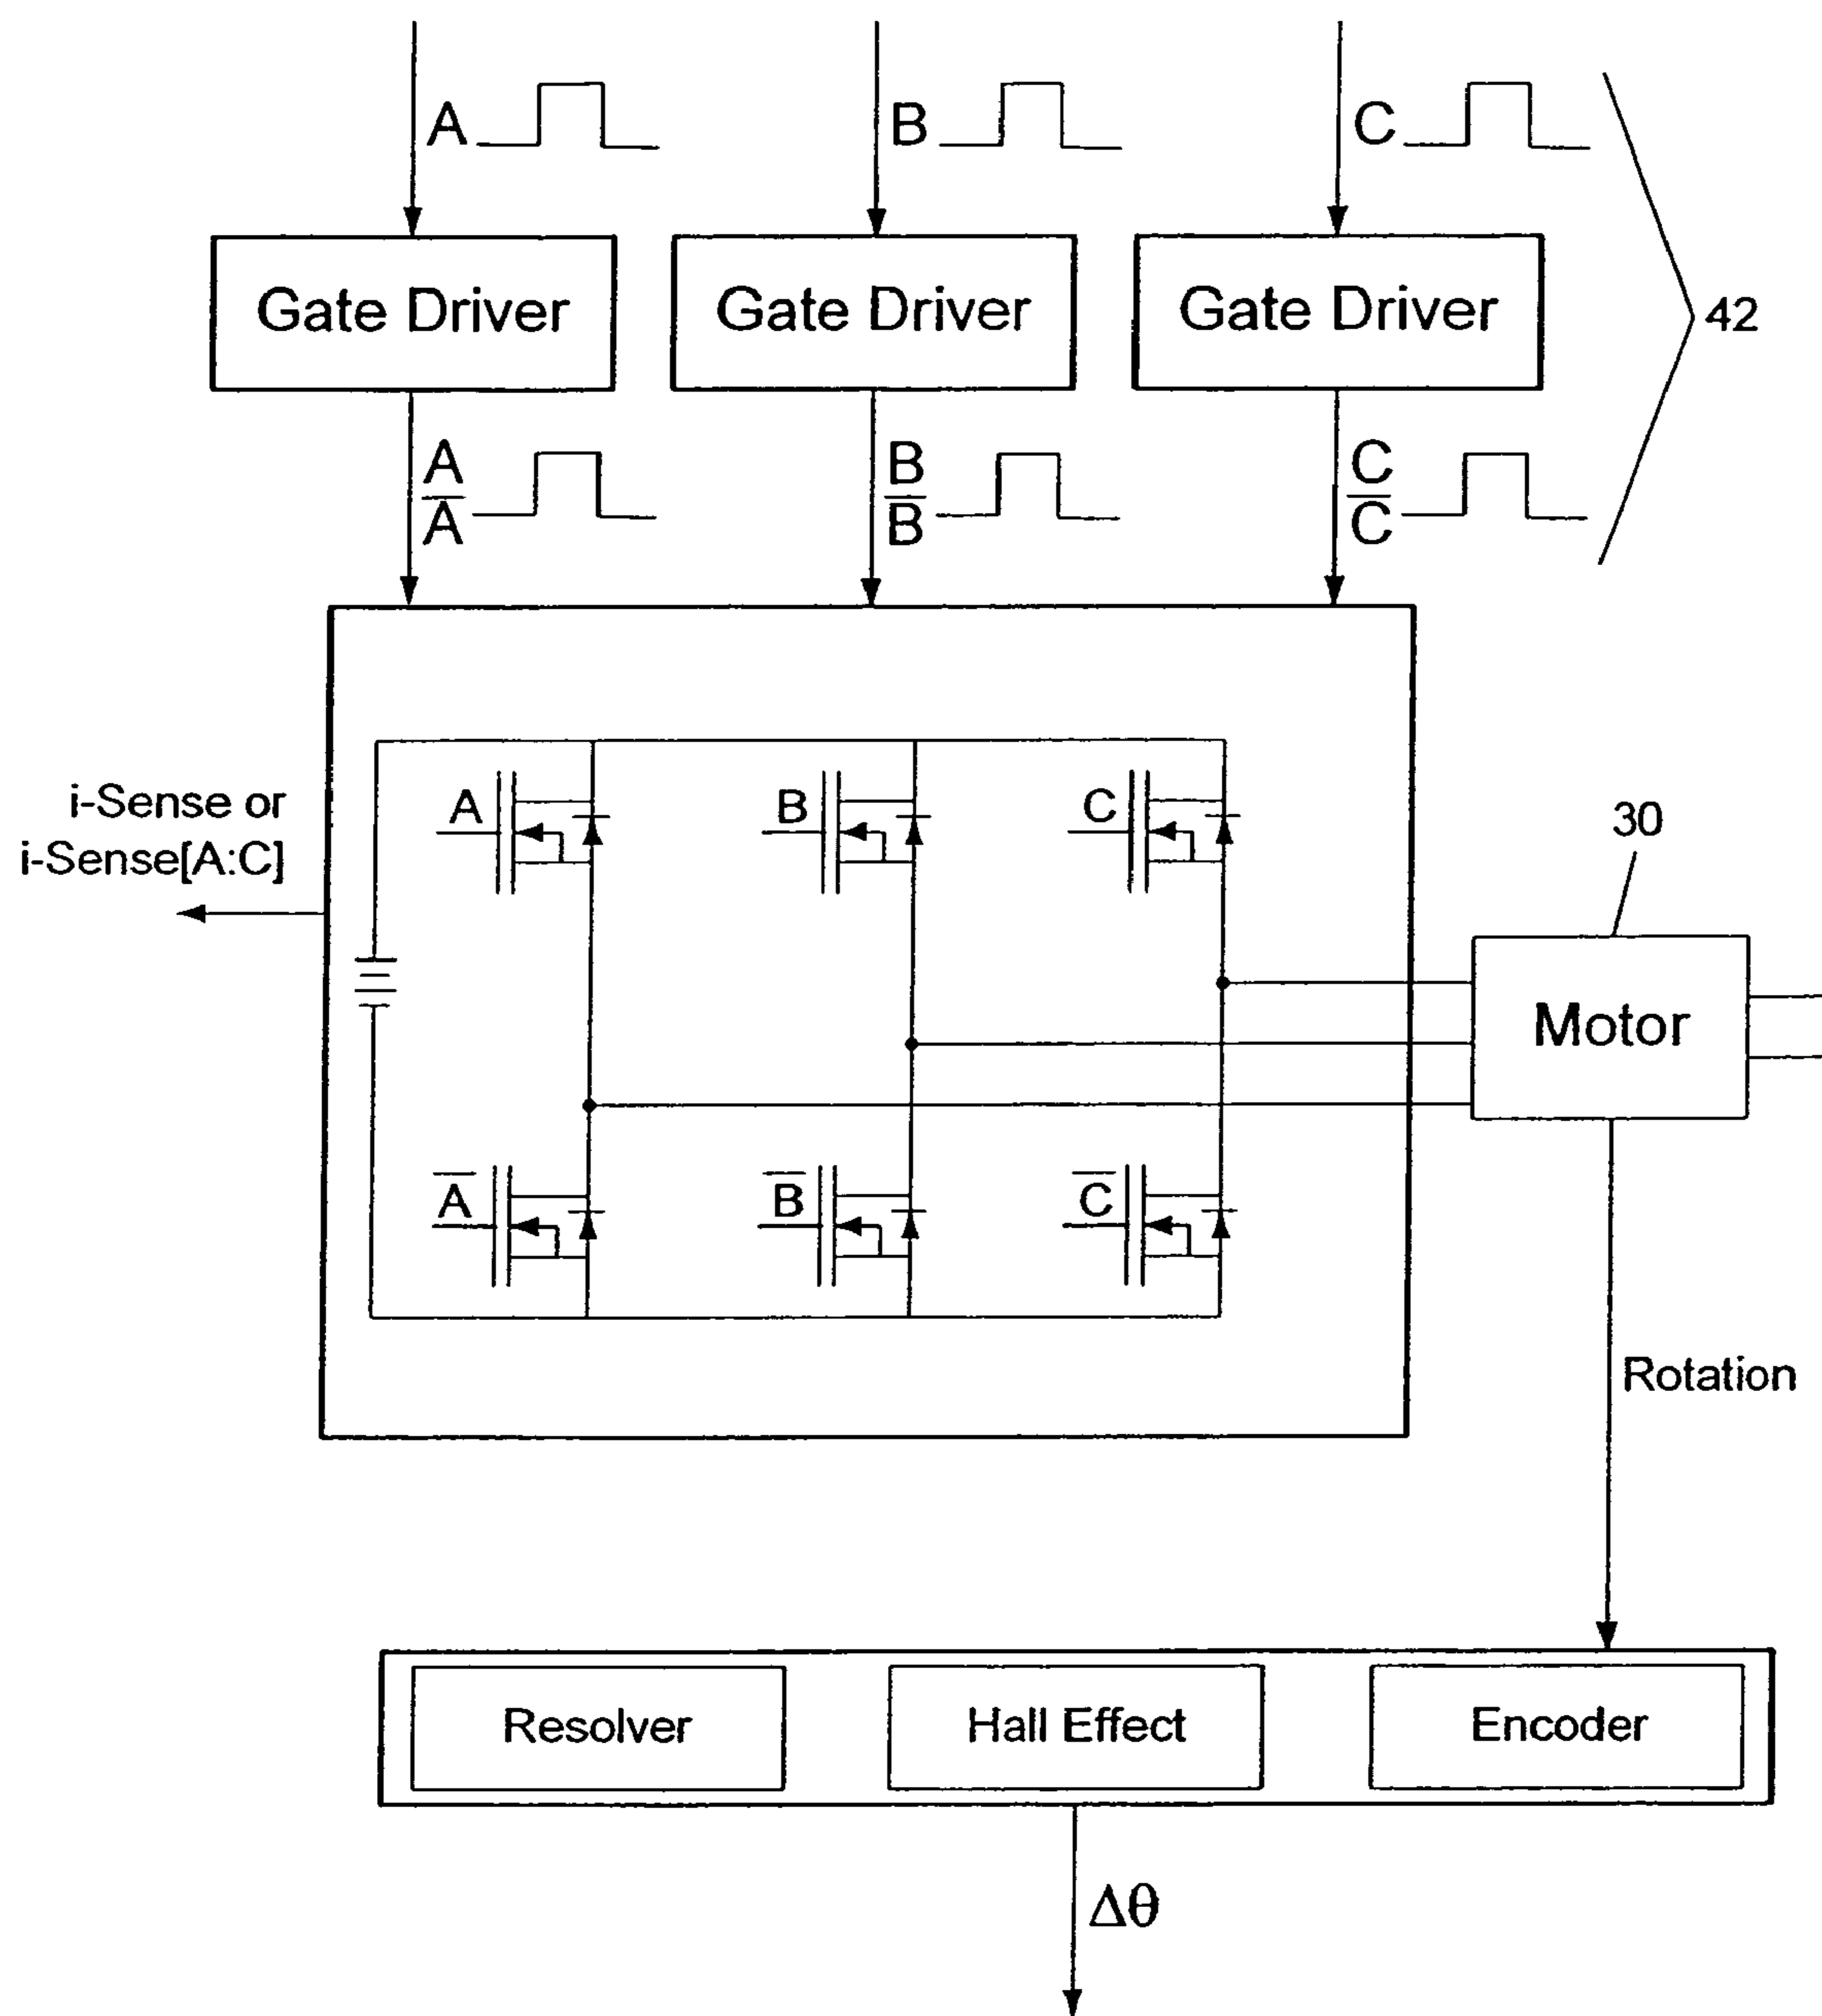 A B C
Gate Driver Gate Driver Gate Driver
42
A B C
A̅ B̅ C̅
i-Sense or
i-Sense[A:C]
A B C
30
Motor
A̅ B̅ C̅
Rotation
Resolver Hall Effect Encoder
Δθ